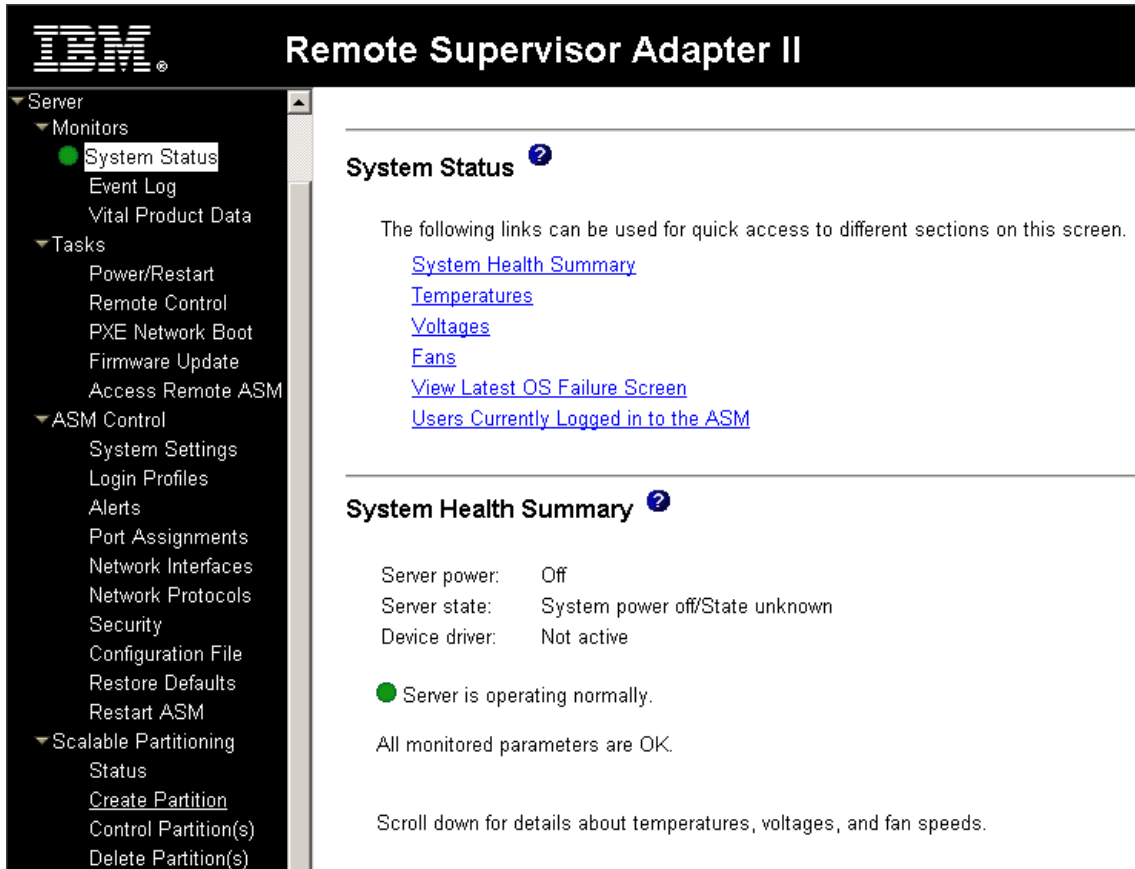 IBM®
Remote Supervisor Adapter II
Server
Monitors
System Status
Event Log
Vital Product Data
Tasks
Power/Restart
Remote Control
PXE Network Boot
Firmware Update
Access Remote ASM
ASM Control
System Settings
Login Profiles
Alerts
Port Assignments
Network Interfaces
Network Protocols
Security
Configuration File
Restore Defaults
Restart ASM
Scalable Partitioning
Status
Create Partition
Control Partition(s)
Delete Partition(s)
System Status ?
The following links can be used for quick access to different sections on this screen.
System Health Summary
Temperatures
Voltages
Fans
View Latest OS Failure Screen
Users Currently Logged in to the ASM
System Health Summary ?
Server power: Off
Server state: System power off/State unknown
Device driver: Not active
Server is operating normally.
All monitored parameters are OK.
Scroll down for details about temperatures, voltages, and fan speeds.